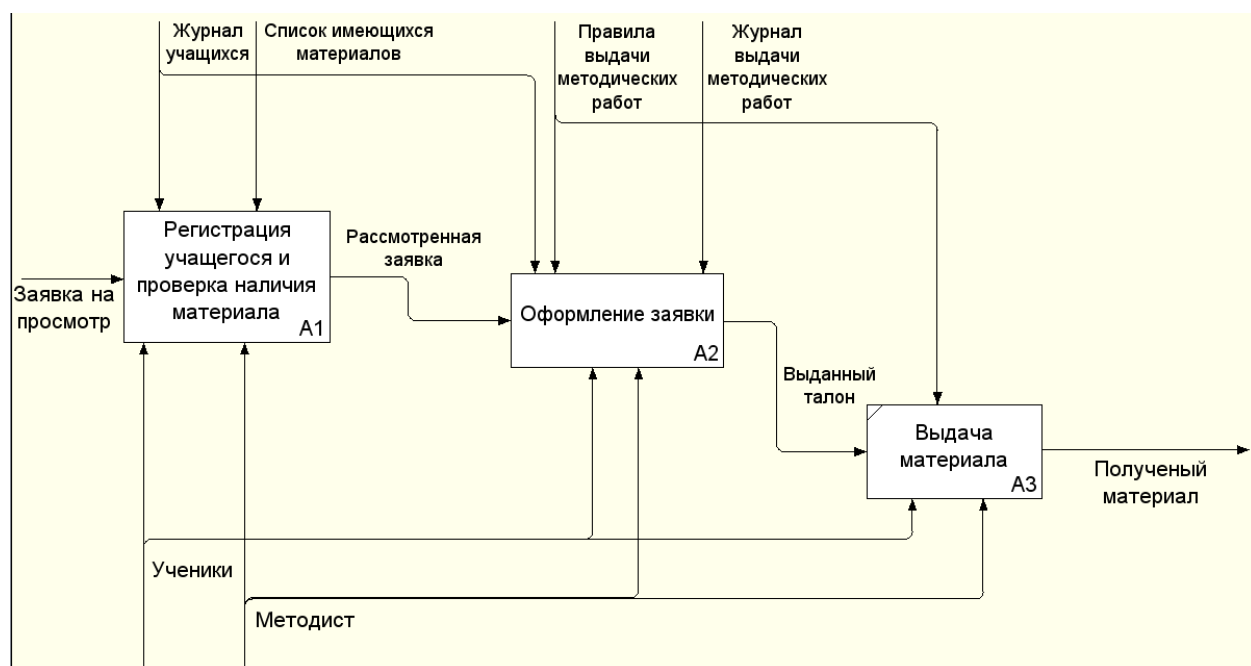 Журнал
учащихся
Список имеющихся
материалов
Правила
выдачи
методических
работ
Журнал
выдачи
методических
работ
Заявка на
просмотр
Регистрация
учащегося и
проверка наличия
материала
A1
Рассмотренная
заявка
Оформление заявки
A2
Выданный
талон
Выдача
материала
A3
Полученый
материал
Ученики
Методист